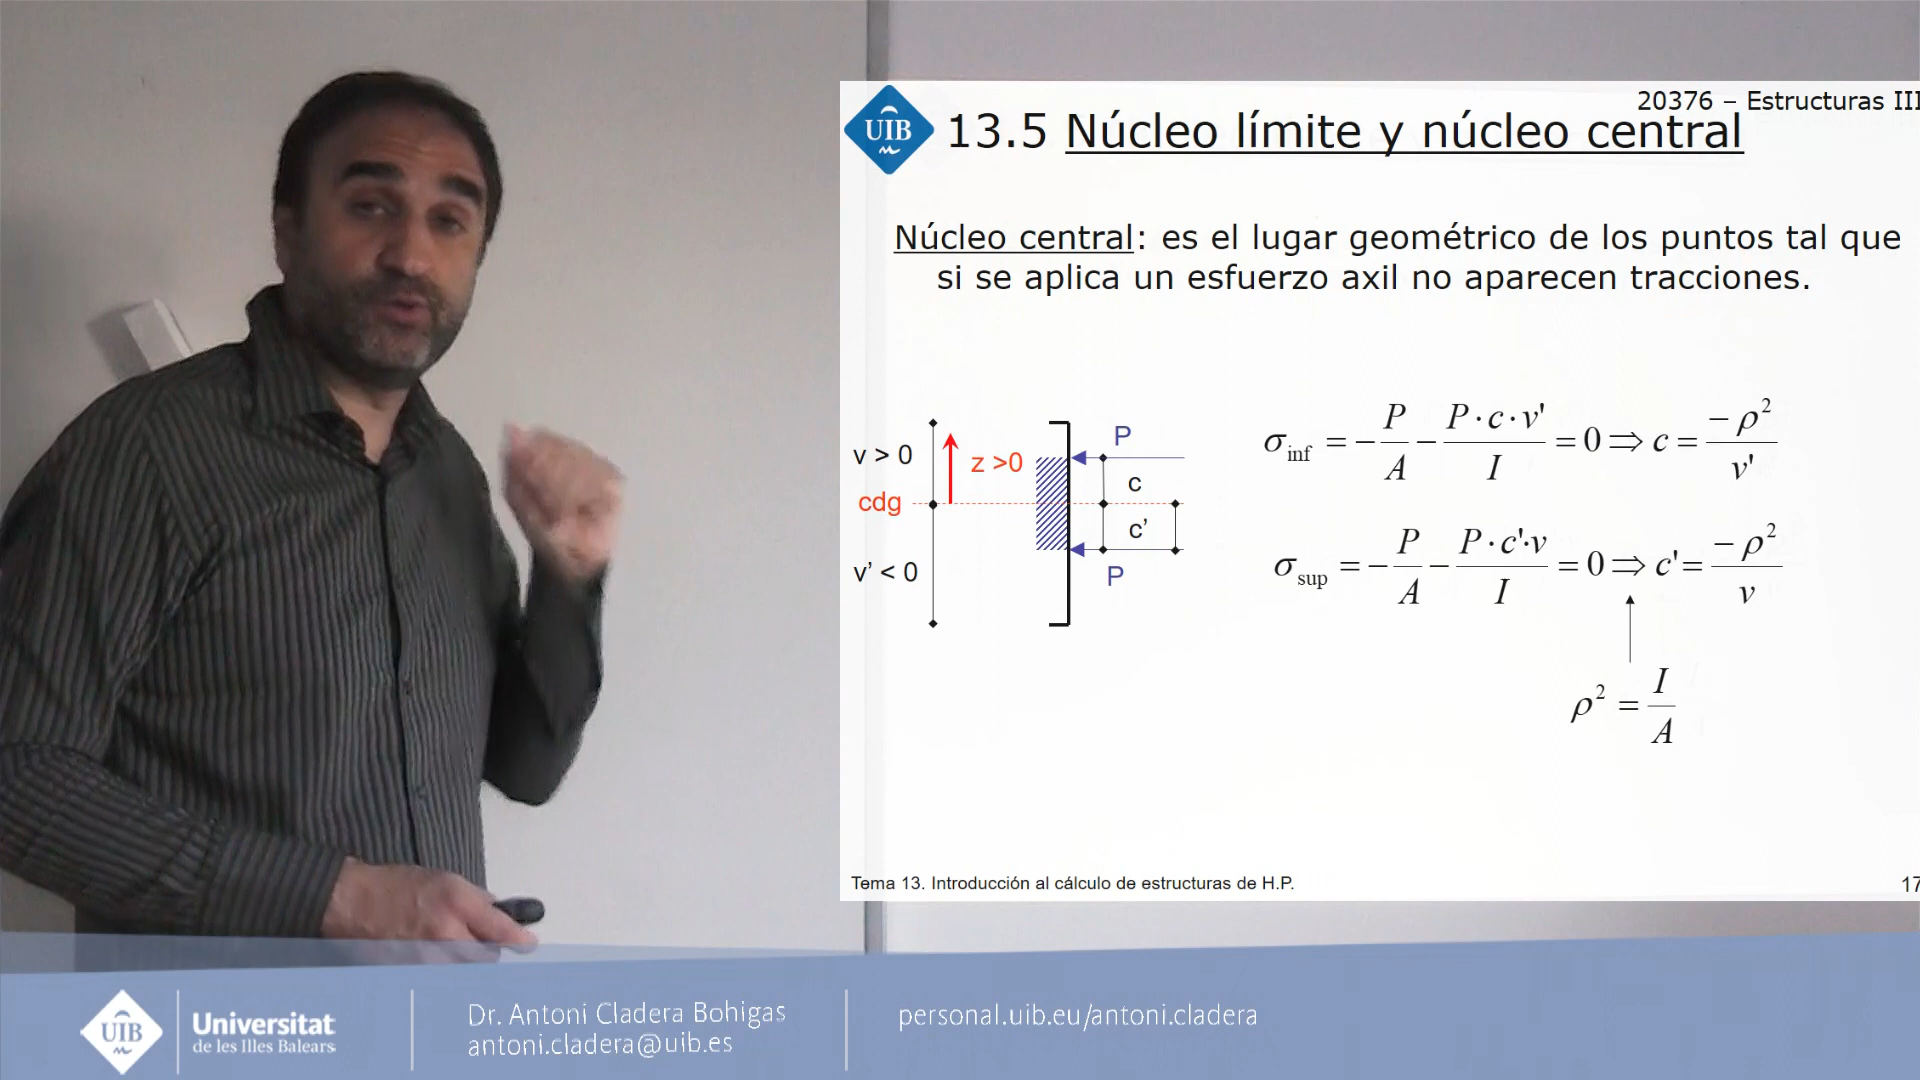 20376 – Estructuras III
UIB
13.5 Núcleo límite y núcleo central
Núcleo central: es el lugar geométrico de los puntos tal que
si se aplica un esfuerzo axil no aparecen tracciones.
v > 0
z >0
cdg
v’ < 0
P
c
c’
P
σinf = − P/A − P·c·v'/I = 0 ⇒ c = −ρ²/v'
σsup = − P/A − P·c'·v/I = 0 ⇒ c' = −ρ²/v
ρ² = I/A
Tema 13. Introducción al cálculo de estructuras de H.P.
17
UIB
Universitat
de les Illes Balears
Dr. Antoni Cladera Bohigas
antoni.cladera@uib.es
personal.uib.eu/antoni.cladera